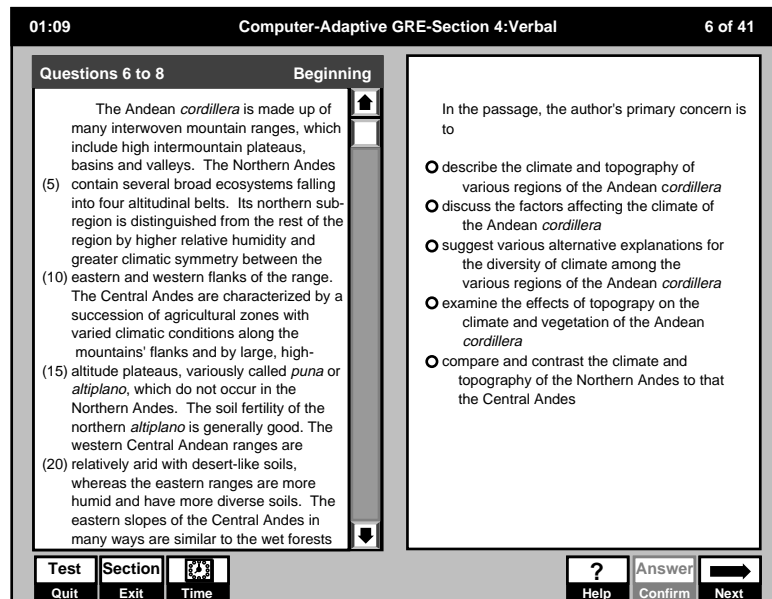 01:09 Computer-Adaptive GRE-Section 4:Verbal 6 of 41
Questions 6 to 8 Beginning
The Andean cordillera is made up of
many interwoven mountain ranges, which
include high intermountain plateaus,
basins and valleys. The Northern Andes
(5) contain several broad ecosystems falling
into four altitudinal belts. Its northern sub-
region is distinguished from the rest of the
region by higher relative humidity and
greater climatic symmetry between the
(10) eastern and western flanks of the range.
The Central Andes are characterized by a
succession of agricultural zones with
varied climatic conditions along the
mountains' flanks and by large, high-
(15) altitude plateaus, variously called puna or
altiplano, which do not occur in the
Northern Andes. The soil fertility of the
northern altiplano is generally good. The
western Central Andean ranges are
(20) relatively arid with desert-like soils,
whereas the eastern ranges are more
humid and have more diverse soils. The
eastern slopes of the Central Andes in
many ways are similar to the wet forests
In the passage, the author's primary concern is
to
describe the climate and topography of
various regions of the Andean cordillera
discuss the factors affecting the climate of
the Andean cordillera
suggest various alternative explanations for
the diversity of climate among the
various regions of the Andean cordillera
examine the effects of topograpy on the
climate and vegetation of the Andean
cordillera
compare and contrast the climate and
topography of the Northern Andes to that
the Central Andes
Test Section
Quit Exit Time
? Answer
Help Confirm Next